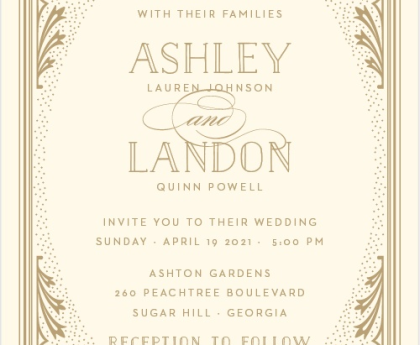 WITH THEIR FAMILIES
ASHLEY
LAUREN JOHNSON
and
LANDON
QUINN POWELL
INVITE YOU TO THEIR WEDDING
SUNDAY · APRIL 19 2021 · 5:00 PM
ASHTON GARDENS
260 PEACHTREE BOULEVARD
SUGAR HILL · GEORGIA
RECEPTION TO FOLLOW